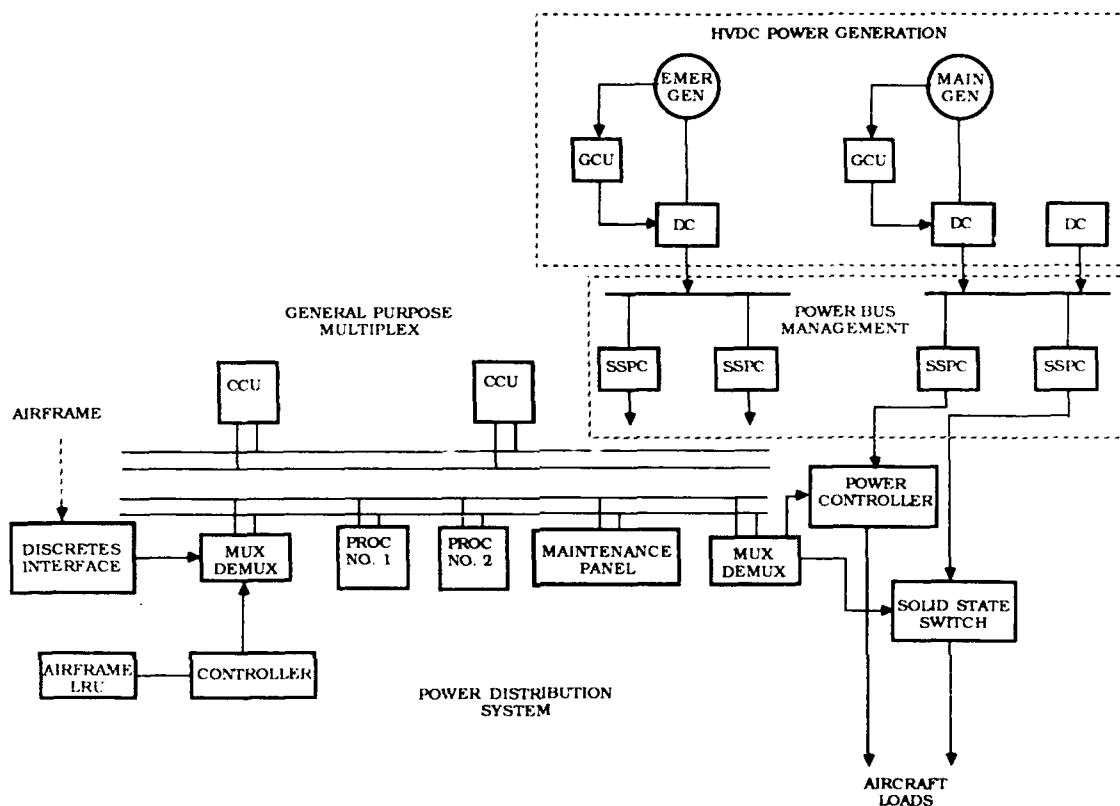 HVDC POWER GENERATION
EMER
GEN
MAIN
GEN
GCU
GCU
DC
DC
DC
GENERAL PURPOSE
MULTIPLEX
POWER BUS
MANAGEMENT
SSPC
SSPC
SSPC
SSPC
CCU
CCU
AIRFRAME
POWER
CONTROLLER
DISCRETES
INTERFACE
MUX
DEMUX
PROC
NO. 1
PROC
NO. 2
MAINTENANCE
PANEL
MUX
DEMUX
SOLID STATE
SWITCH
AIRFRAME
LRU
CONTROLLER
POWER DISTRIBUTION
SYSTEM
AIRCRAFT
LOADS